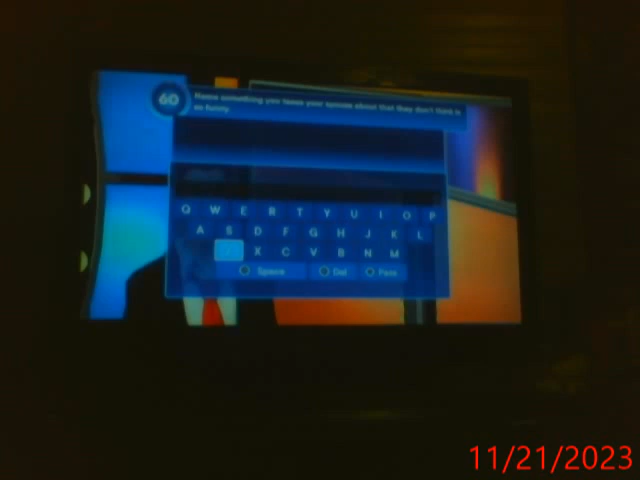 60
Name something you tease your spouse about that they don't think is
so funny
Q W E R T Y U I O P
A S D F G H J K L
Z X C V B N M
Space Del Pass
11/21/2023